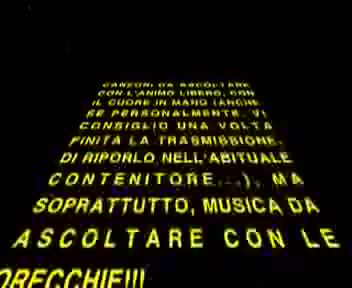 CANZONI DA ASCOLTARE
CON L'ANIMO LIBERO, CON
IL CUORE IN MANO (ANCHE
SE PERSONALMENTE, VI
CONSIGLIO UNA VOLTA
FINITA LA TRASMISSIONE,
DI RIPORLO NELL'ABITUALE
CONTENITORE...), MA
SOPRATTUTTO, MUSICA DA
ASCOLTARE CON LE
ORECCHIE!!!